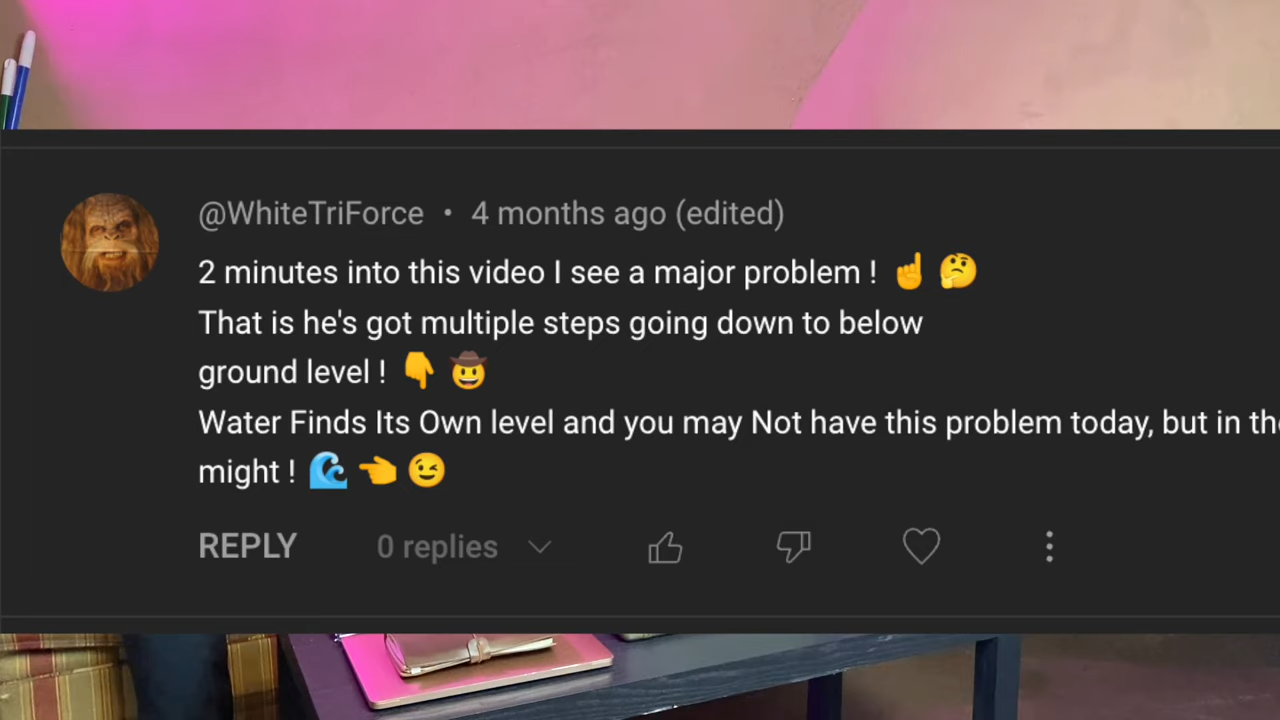 @WhiteTriForce • 4 months ago (edited)
2 minutes into this video I see a major problem ! ☝️ 🤔
That is he's got multiple steps going down to below
ground level ! 👇 🤠
Water Finds Its Own level and you may Not have this problem today, but in
might ! 🌊 👈 😉
REPLY 0 replies